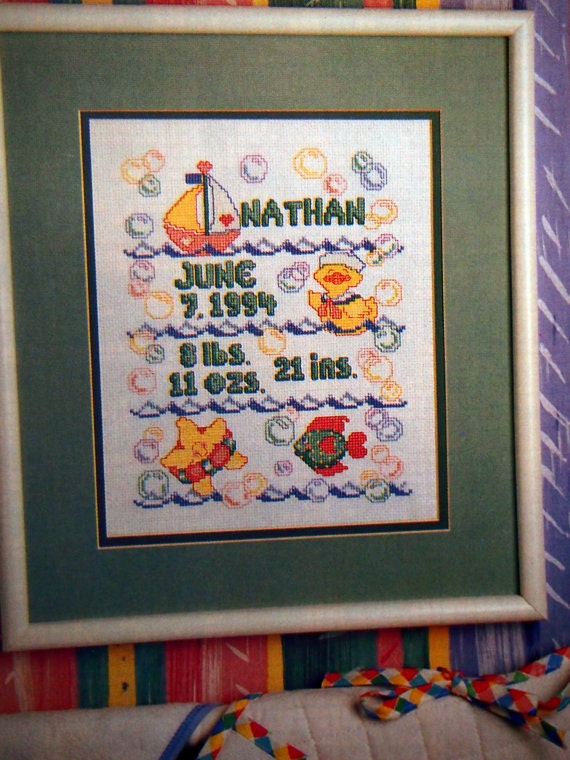 NATHAN
JUNE
7, 1994
8 lbs.
11 ozs. 21 ins.